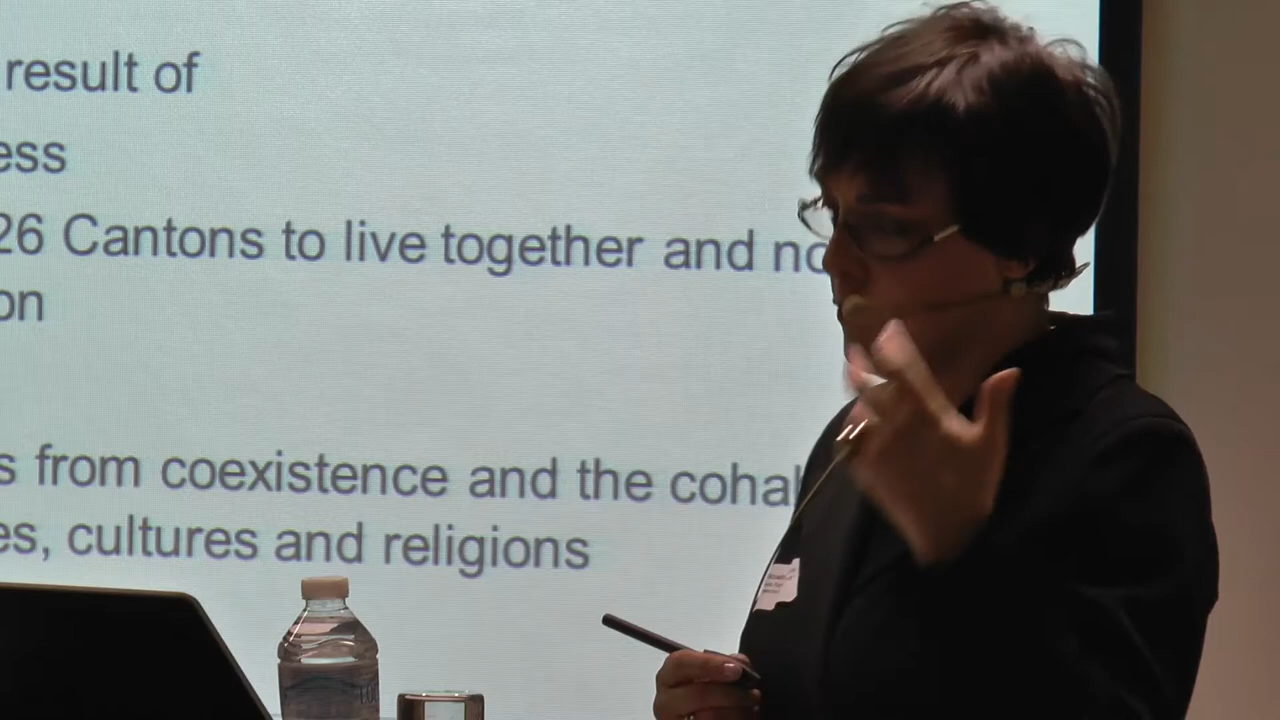 result of
ess
26 Cantons to live together and no
on
s from coexistence and the cohab
es, cultures and religions